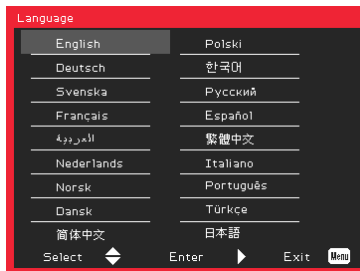 Language
English
Polski
Deutsch
한국어
Svenska
Русский
Français
Español
العربية
繁體中文
Nederlands
Italiano
Norsk
Português
Dansk
Türkçe
简体中文
日本語
Select Enter Exit Menu